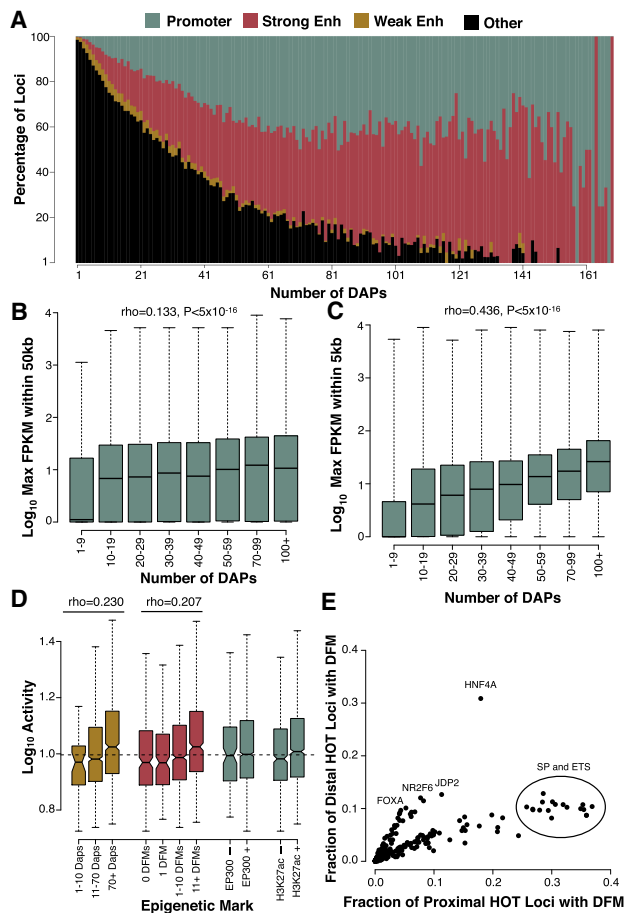 A
Promoter Strong Enh Weak Enh Other
Percentage of Loci
100
80
60
40
20
1
1 21 41 61 81 101 121 141 161
Number of DAPs
B
rho=0.133, P<5x10-16
Log10 Max FPKM within 50kb
4
3
2
1
0
1-9 10-19 20-29 30-39 40-49 50-59 70-99 100+
Number of DAPs
C
rho=0.436, P<5x10-16
Log10 Max FPKM within 5kb
4
3
2
1
0
1-9 10-19 20-29 30-39 40-49 50-59 70-99 100+
Number of DAPs
D
rho=0.230 rho=0.207
Log10 Activity
1.4
1.2
1.0
0.8
1-10 Daps 11-70 Daps 70+ Daps 0 DFMs 1 DFM 1-10 DFMs 11+ DFMs EP300 − EP300 + H3K27ac − H3K27ac +
Epigenetic Mark
E
Fraction of Distal HOT Loci with DFM
0.4
0.3
0.2
0.1
0.0
HNF4A
SP and ETS
NR2F6 JDP2
FOXA
0.0 0.1 0.2 0.3 0.4
Fraction of Proximal HOT Loci with DFM